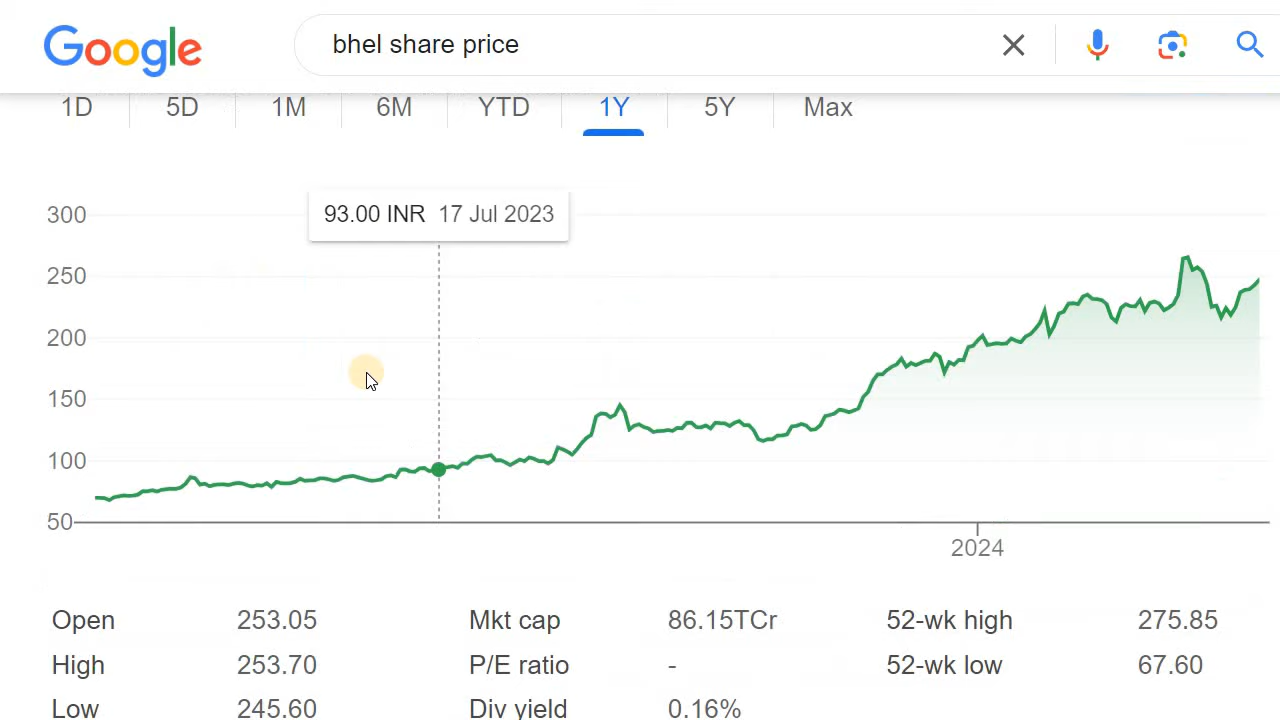 Google
bhel share price
1D 5D 1M 6M YTD 1Y 5Y Max
93.00 INR 17 Jul 2023
300
250
200
150
100
50
2024
Open 253.05 Mkt cap 86.15TCr 52-wk high 275.85
High 253.70 P/E ratio - 52-wk low 67.60
Low 245.60 Div yield 0.16%